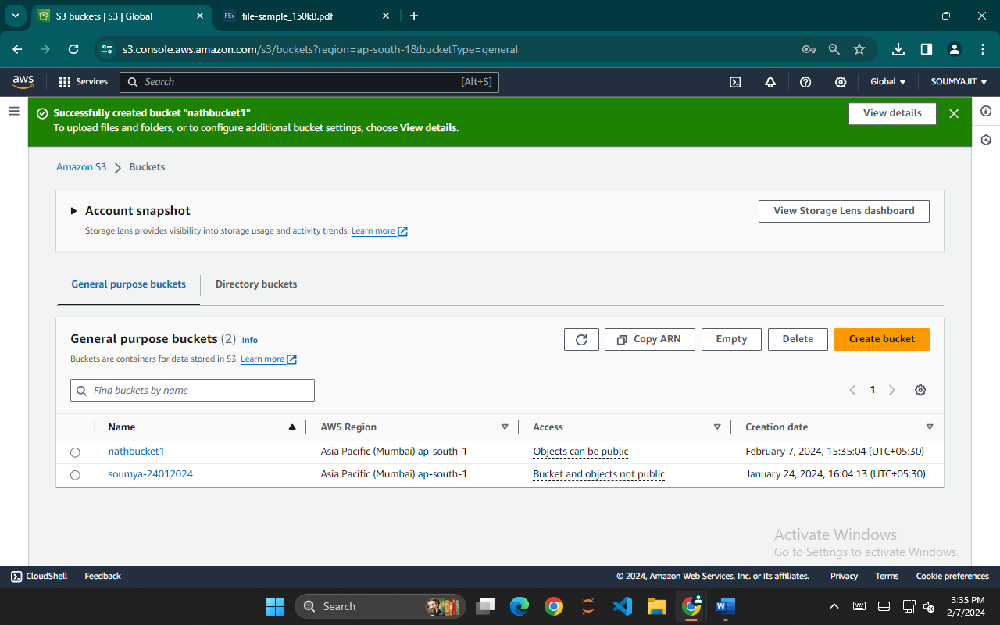 S3 buckets | S3 | Global
FEx file-sample_150kB.pdf
s3.console.aws.amazon.com/s3/buckets?region=ap-south-1&bucketType=general
aws Services Search [Alt+S] Global SOUMYAJIT
Successfully created bucket "nathbucket1"
To upload files and folders, or to configure additional bucket settings, choose View details.
View details
Amazon S3 Buckets
Account snapshot
View Storage Lens dashboard
Storage lens provides visibility into storage usage and activity trends. Learn more
General purpose buckets Directory buckets
General purpose buckets (2) Info
Copy ARN Empty Delete Create bucket
Buckets are containers for data stored in S3. Learn more
Find buckets by name
1
Name AWS Region Access Creation date
nathbucket1 Asia Pacific (Mumbai) ap-south-1 Objects can be public February 7, 2024, 15:35:04 (UTC+05:30)
soumya-24012024 Asia Pacific (Mumbai) ap-south-1 Bucket and objects not public January 24, 2024, 16:04:13 (UTC+05:30)
Activate Windows
Go to Settings to activate Windows.
CloudShell Feedback © 2024, Amazon Web Services, Inc. or its affiliates. Privacy Terms Cookie preferences
Search
3:35 PM
2/7/2024